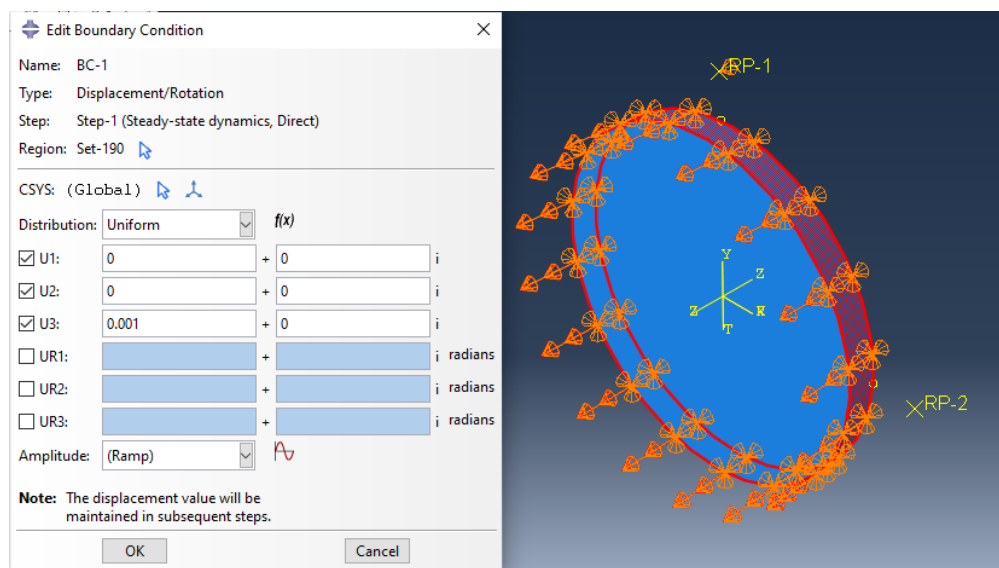 Edit Boundary Condition
Name: BC-1
Type: Displacement/Rotation
Step: Step-1 (Steady-state dynamics, Direct)
Region: Set-190
CSYS: (Global)
Distribution: Uniform f(x)
U1: 0 + 0 i
U2: 0 + 0 i
U3: 0.001 + 0 i
UR1: + i radians
UR2: + i radians
UR3: + i radians
Amplitude: (Ramp)
Note: The displacement value will be
maintained in subsequent steps.
OK Cancel
RP-1
Y
Z
Z
T
RP-2